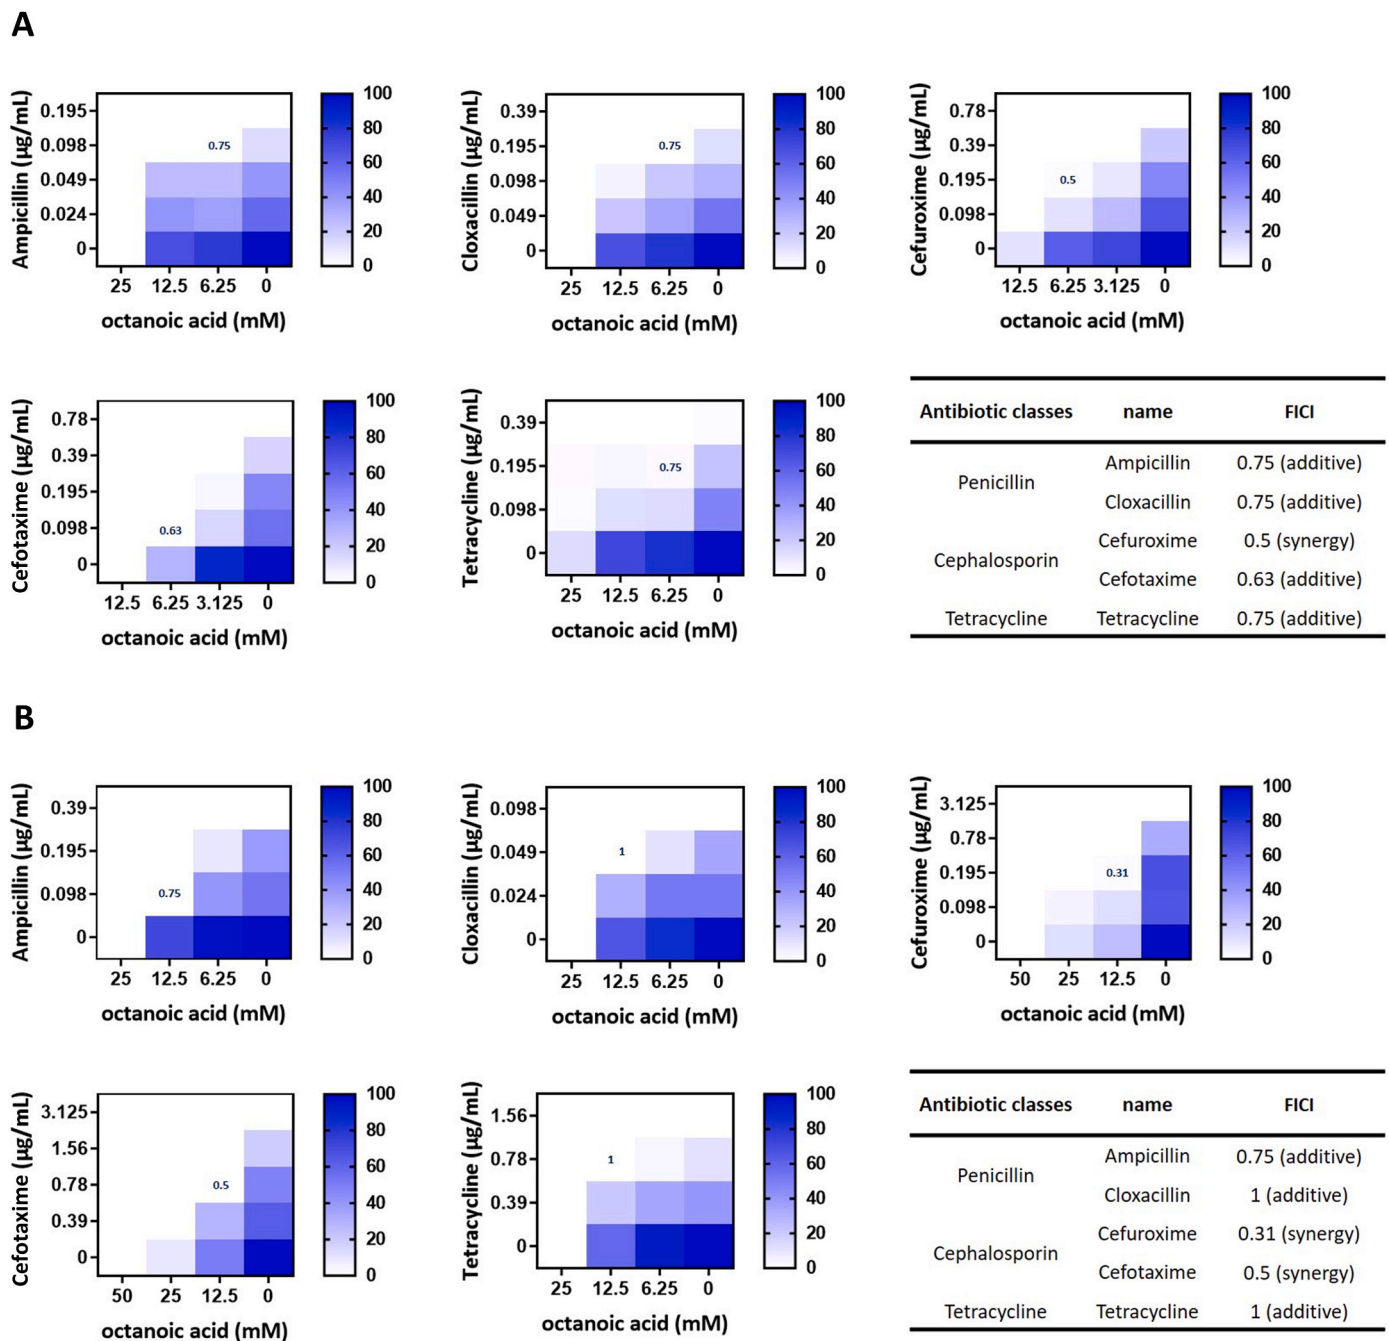 A
Ampicillin (µg/mL)
0.195
0.098
0.049
0.024
0
0.75
25 12.5 6.25 0
octanoic acid (mM)
100
80
60
40
20
0
Cloxacillin (µg/mL)
0.39
0.195
0.098
0.049
0
0.75
25 12.5 6.25 0
octanoic acid (mM)
100
80
60
40
20
0
Cefuroxime (µg/mL)
0.78
0.39
0.195
0.098
0
0.5
12.5 6.25 3.125 0
octanoic acid (mM)
100
80
60
40
20
0
Cefotaxime (µg/mL)
0.78
0.39
0.195
0.098
0
0.63
12.5 6.25 3.125 0
octanoic acid (mM)
100
80
60
40
20
0
Tetracycline (µg/mL)
0.39
0.195
0.098
0
0.75
25 12.5 6.25 0
octanoic acid (mM)
100
80
60
40
20
0
Antibiotic classes name FICI
Penicillin
Ampicillin 0.75 (additive)
Cloxacillin 0.75 (additive)
Cephalosporin
Cefuroxime 0.5 (synergy)
Cefotaxime 0.63 (additive)
Tetracycline Tetracycline 0.75 (additive)
B
Ampicillin (µg/mL)
0.39
0.195
0.098
0
0.75
25 12.5 6.25 0
octanoic acid (mM)
100
80
60
40
20
0
Cloxacillin (µg/mL)
0.098
0.049
0.024
0
1
25 12.5 6.25 0
octanoic acid (mM)
100
80
60
40
20
0
Cefuroxime (µg/mL)
3.125
0.78
0.195
0.098
0
0.31
50 25 12.5 0
octanoic acid (mM)
100
80
60
40
20
0
Cefotaxime (µg/mL)
3.125
1.56
0.78
0.39
0
0.5
50 25 12.5 0
octanoic acid (mM)
100
80
60
40
20
0
Tetracycline (µg/mL)
1.56
0.78
0.39
0
1
25 12.5 6.25 0
octanoic acid (mM)
100
80
60
40
20
0
Antibiotic classes name FICI
Penicillin
Ampicillin 0.75 (additive)
Cloxacillin 1 (additive)
Cephalosporin
Cefuroxime 0.31 (synergy)
Cefotaxime 0.5 (synergy)
Tetracycline Tetracycline 1 (additive)